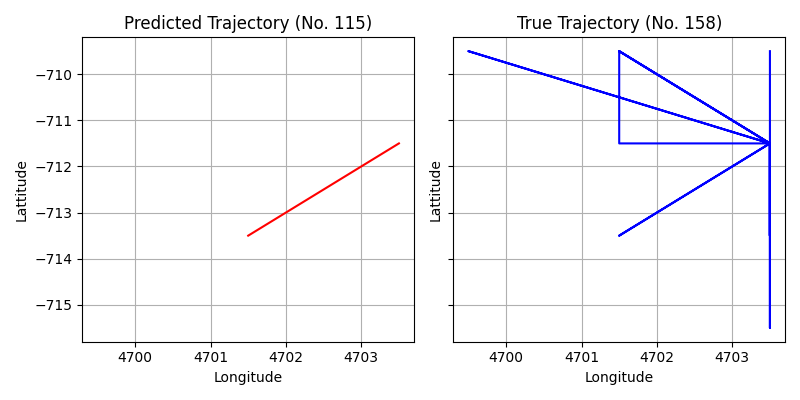 Predicted Trajectory (No. 115)
−710
−711
−712
−713
−714
−715
Lattitude
4700 4701 4702 4703
Longitude
True Trajectory (No. 158)
Lattitude
4700 4701 4702 4703
Longitude